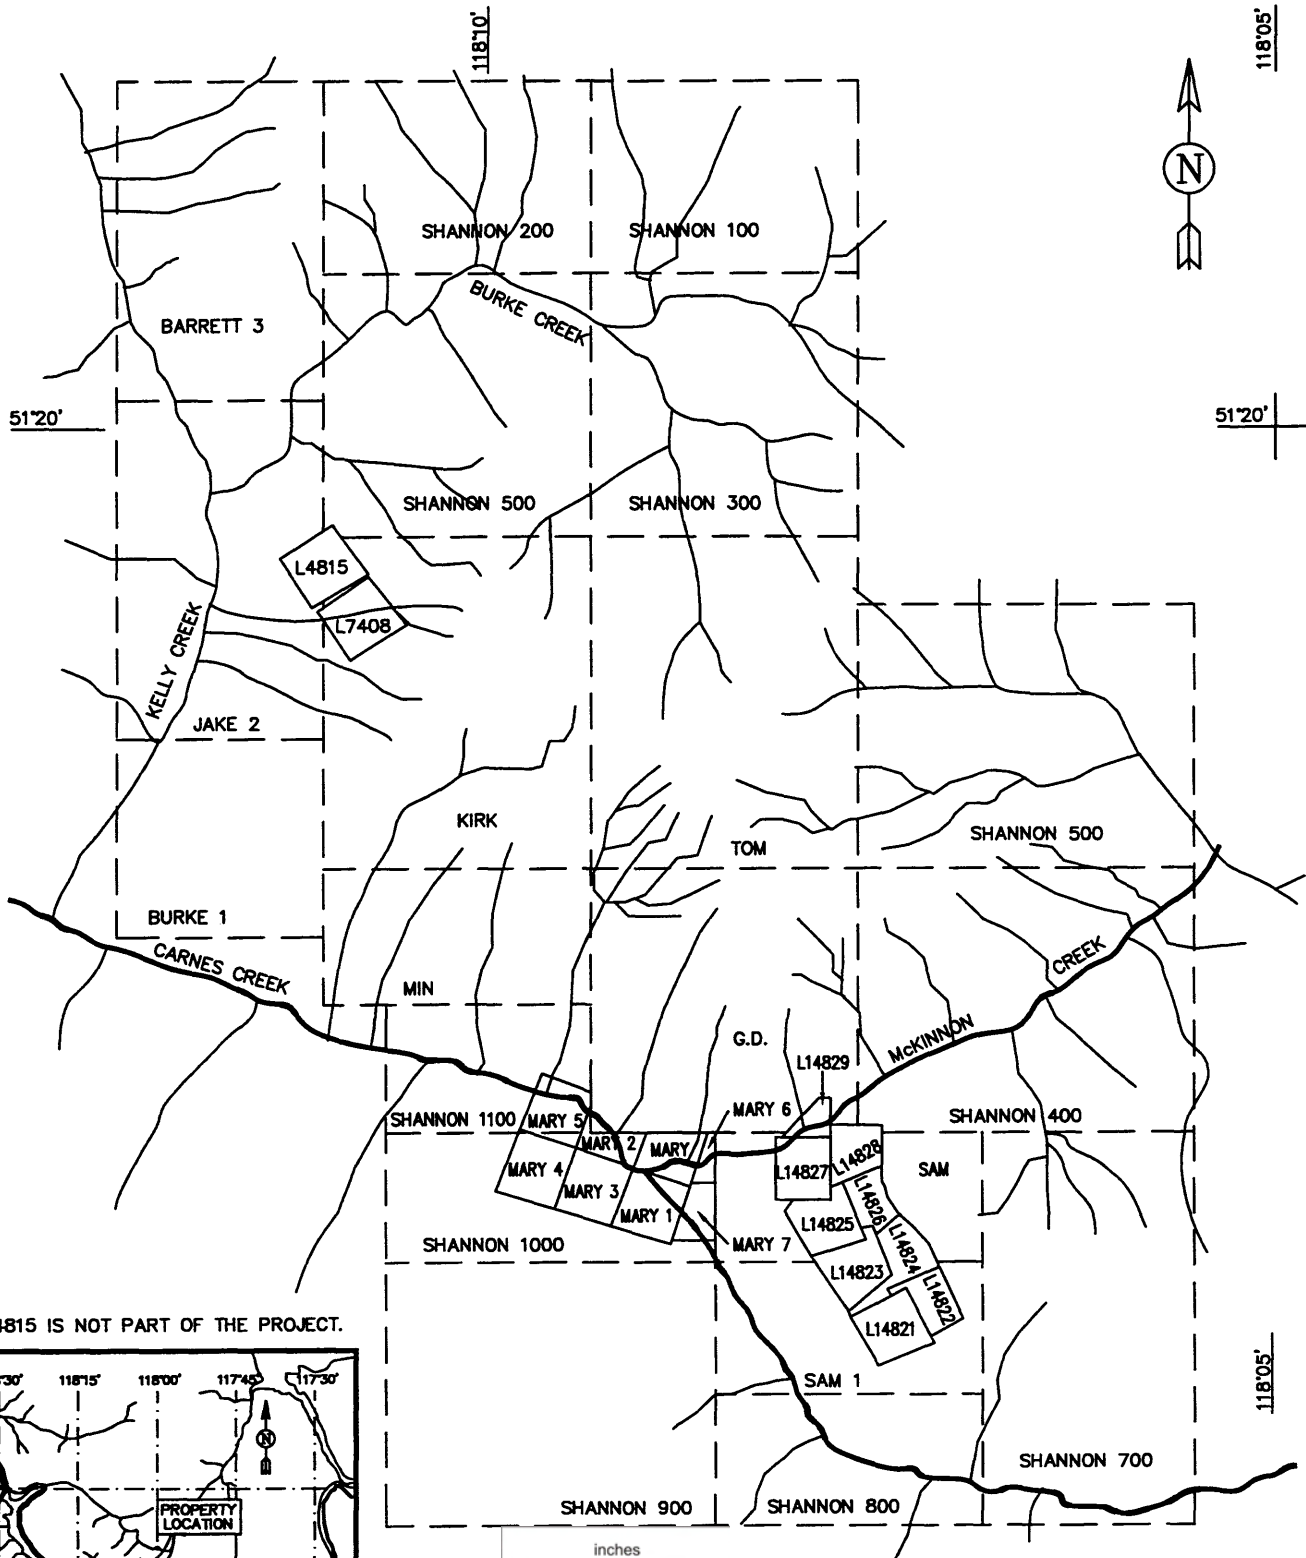 118°10'
118°05'
N
SHANNON 200
SHANNON 100
BURKE CREEK
BARRETT 3
51°20'
51°20'
SHANNON 500
SHANNON 300
L4815
L7408
KELLY CREEK
JAKE 2
KIRK
TOM
SHANNON 500
BURKE 1
CARNES CREEK
MIN
CREEK
McKINNON
G.D.
L14829
SHANNON 1100
MARY 5
MARY 6
SHANNON 400
MARY 2
MARY
L14827
L14828
SAM
MARY 4
MARY 3
MARY 1
L14826
L14825
MARY 7
SHANNON 1000
L14824
L14823
L14822
L14821
4815 IS NOT PART OF THE PROJECT.
30'
118°15'
118°00'
117°45'
117°30'
N
SAM 1
118°05'
SHANNON 700
PROPERTY
LOCATION
SHANNON 900
SHANNON 800
inches